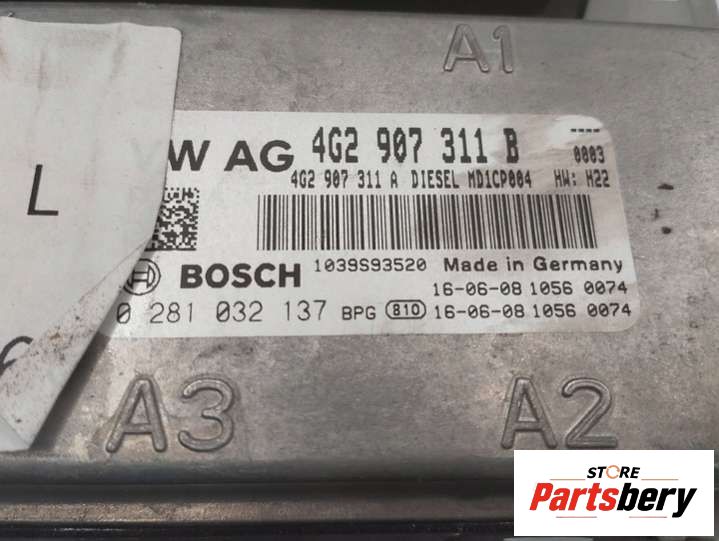 A1
L
W AG 4G2 907 311 B ----
0003
4G2 907 311 A DIESEL MD1CP004 HW: H22
BOSCH 1039S93520 Made in Germany
16-06-08 1056 0074
0 281 032 137 BPG 810 16-06-08 1056 0074
A3 A2
STORE
Partsbery